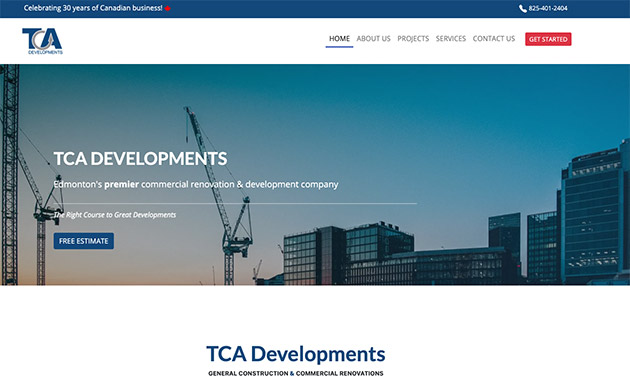 Celebrating 30 years of Canadian business!
825-401-2404
TCA
DEVELOPMENTS
HOME
ABOUT US
PROJECTS
SERVICES
CONTACT US
GET STARTED
TCA DEVELOPMENTS
Edmonton's premier commercial renovation & development company
The Right Course to Great Developments
FREE ESTIMATE
TCA Developments
GENERAL CONSTRUCTION & COMMERCIAL RENOVATIONS